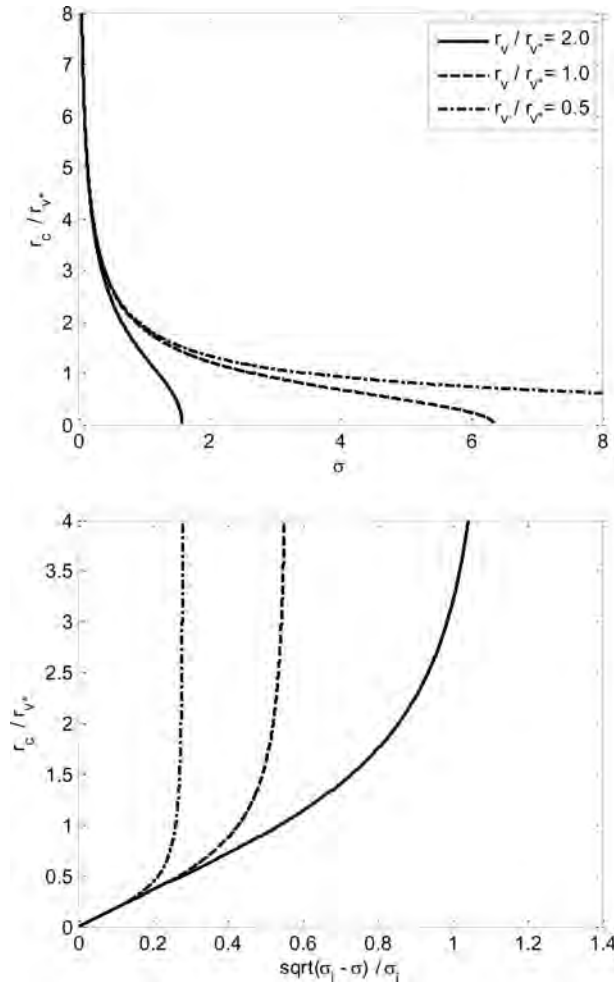 8
7
6
5
4
3
2
1
0
r_c / r_v*
r_v / r_v* = 2.0
r_v / r_v* = 1.0
r_v / r_v* = 0.5
0 2 4 6 8
σ
4
3.5
3
2.5
2
1.5
1
0.5
0
r_c / r_v*
0 0.2 0.4 0.6 0.8 1 1.2 1.4
sqrt(σ_i - σ) / σ_i